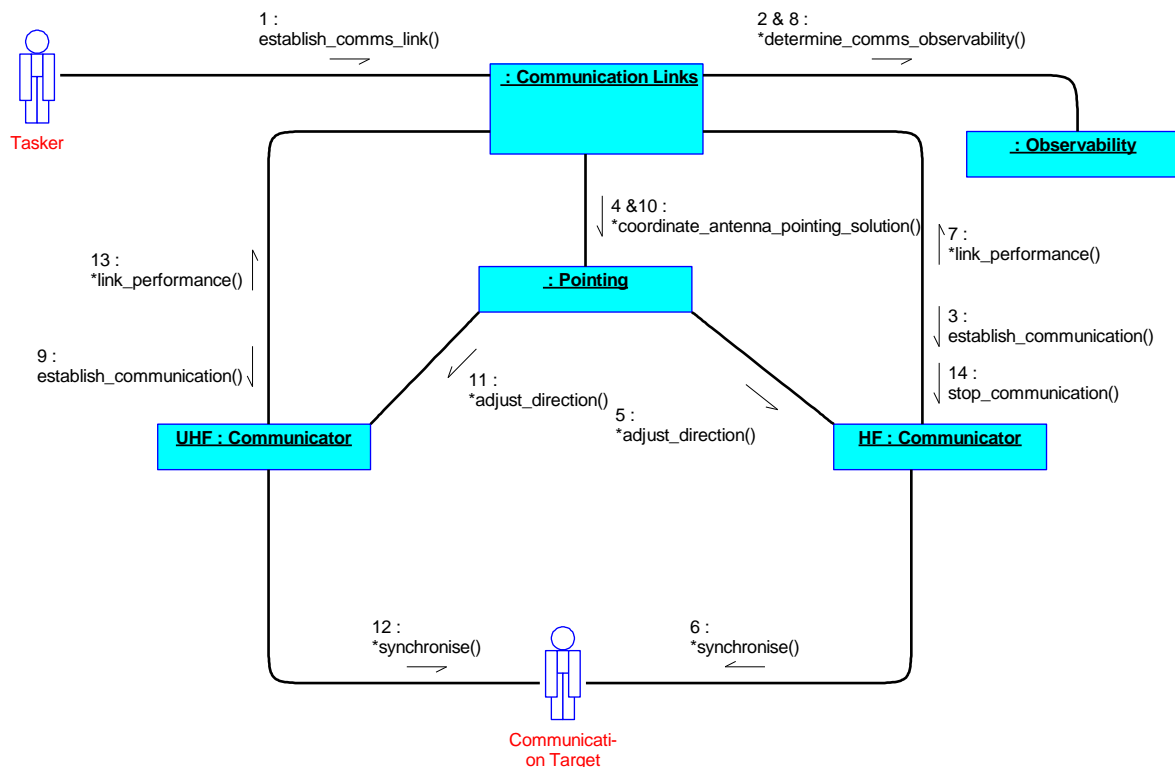 1 :
establish_comms_link()
2 & 8 :
*determine_comms_observability()
: Communication Links
Tasker
: Observability
4 &10 :
*coordinate_antenna_pointing_solution()
7 :
*link_performance()
13 :
*link_performance()
: Pointing
3 :
establish_communication()
9 :
establish_communication()
11 :
*adjust_direction()
14 :
stop_communication()
5 :
*adjust_direction()
UHF : Communicator
HF : Communicator
12 :
*synchronise()
6 :
*synchronise()
Communicati-
on Target